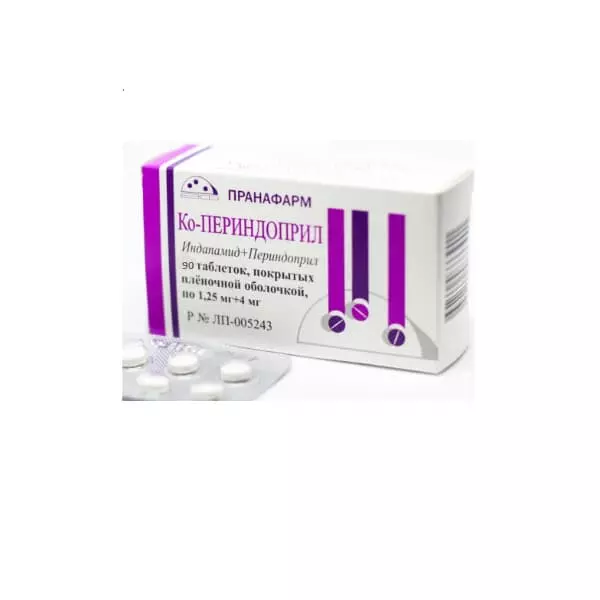 ПРАНАФАРМ
Ко-ПЕРИНДОПРИЛ
Индапамид+Периндоприл
90 таблеток, покрытых
плёночной оболочкой,
по 1,25 мг+4 мг
Р № ЛП-005243